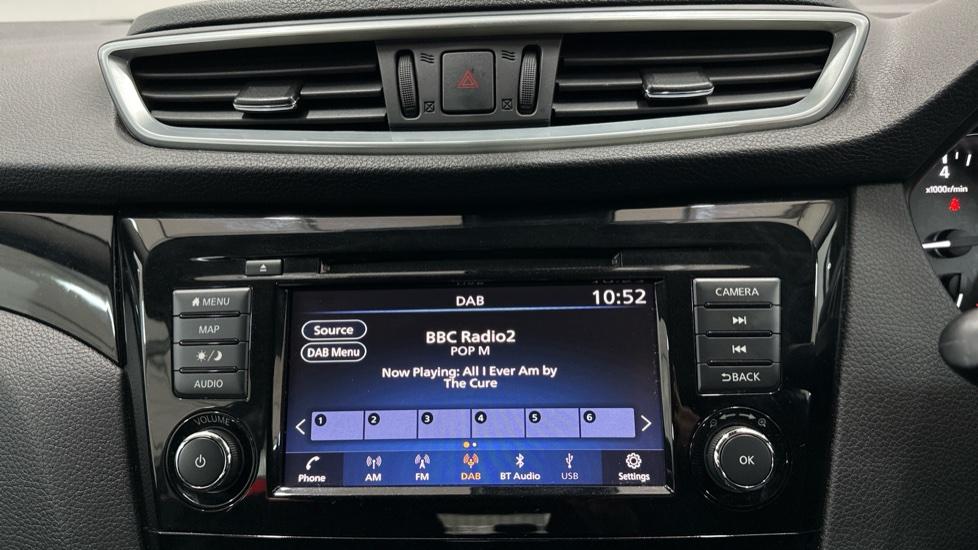 4
x1000r/min
MENU
MAP
AUDIO
VOLUME
DAB
10:52
Source
DAB Menu
BBC Radio2
POP M
Now Playing: All I Ever Am by
The Cure
1 2 3 4 5 6
Phone
AM
FM
DAB
BT Audio
USB
Settings
CAMERA
BACK
OK